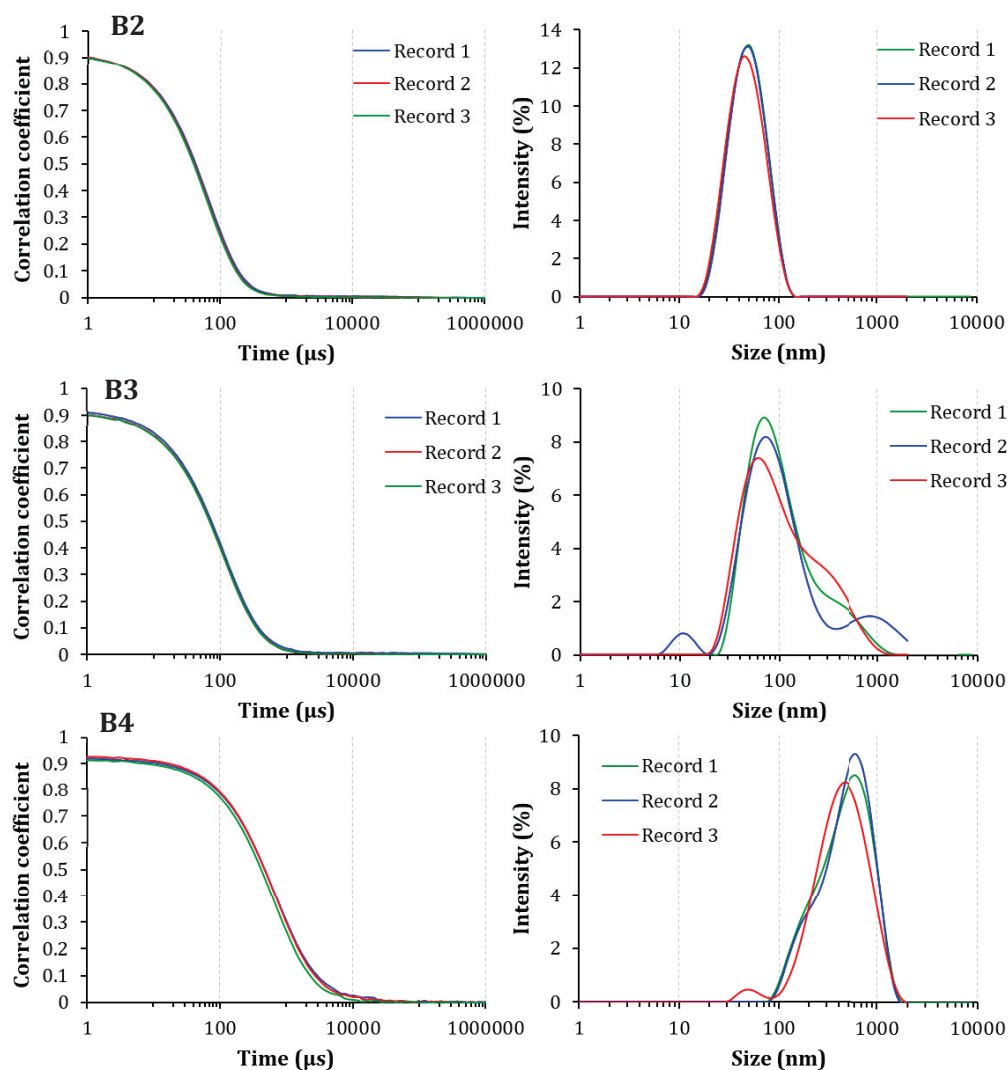 B2
Correlation coefficient
1
0.9
0.8
0.7
0.6
0.5
0.4
0.3
0.2
0.1
0
1 100 10000 1000000
Time (µs)
Record 1
Record 2
Record 3
Intensity (%)
14
12
10
8
6
4
2
0
1 10 100 1000 10000
Size (nm)
Record 1
Record 2
Record 3
B3
Correlation coefficient
1
0.9
0.8
0.7
0.6
0.5
0.4
0.3
0.2
0.1
0
1 100 10000 1000000
Time (µs)
Record 1
Record 2
Record 3
Intensity (%)
10
8
6
4
2
0
1 10 100 1000 10000
Size (nm)
Record 1
Record 2
Record 3
B4
Correlation coefficient
1
0.9
0.8
0.7
0.6
0.5
0.4
0.3
0.2
0.1
0
1 100 10000 1000000
Time (µs)
Intensity (%)
10
8
6
4
2
0
1 10 100 1000 10000
Size (nm)
Record 1
Record 2
Record 3